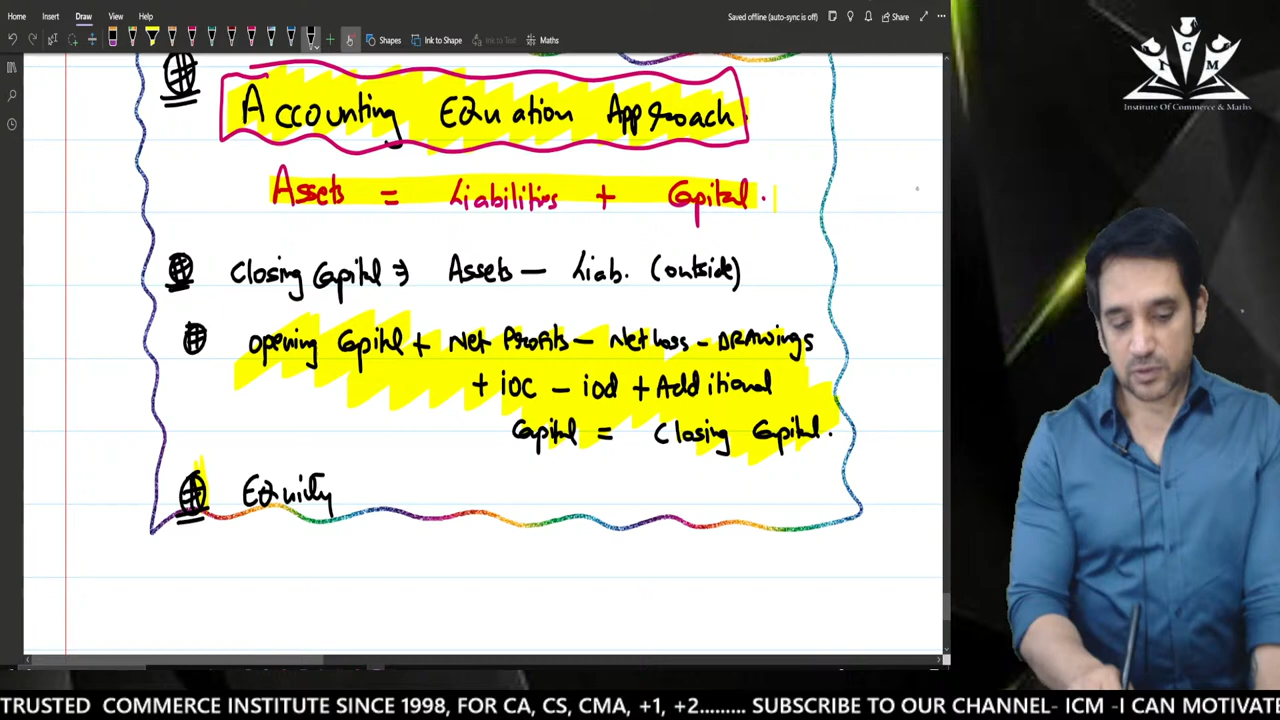 Home Insert Draw View Help
Saved offline (auto-sync is off)
Share
Shapes Ink to Shape Ink to Text Maths
I C M
Institute Of Commerce & Maths
Accounting Equation Approach.
Assets = Liabilities + Capital.
Closing Capital ⇒ Assets — Liab. (outside)
opening Capital + Net Profits — Net loss - DRAWings
+ ioc — iod + Additional
Capital = Closing Capital.
Equity
TRUSTED COMMERCE INSTITUTE SINCE 1998, FOR CA, CS, CMA, +1, +2......... SUBSCRIBE TO OUR CHANNEL- ICM -I CAN MOTIVATE